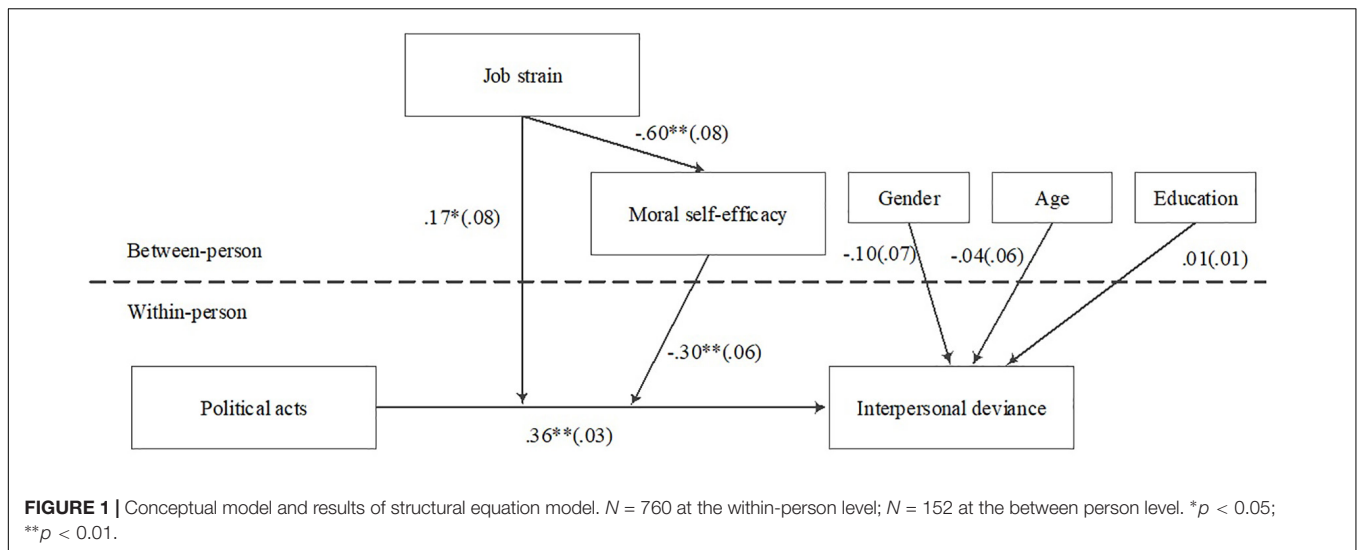 Job strain
-.60**(.08)
Moral self-efficacy
Gender
Age
Education
.17*(.08)
-.10(.07)
-.04(.06)
.01(.01)
Between-person
Within-person
-.30**(.06)
Political acts
Interpersonal deviance
.36**(.03)
FIGURE 1 | Conceptual model and results of structural equation model. N = 760 at the within-person level; N = 152 at the between person level. *p < 0.05;
**p < 0.01.